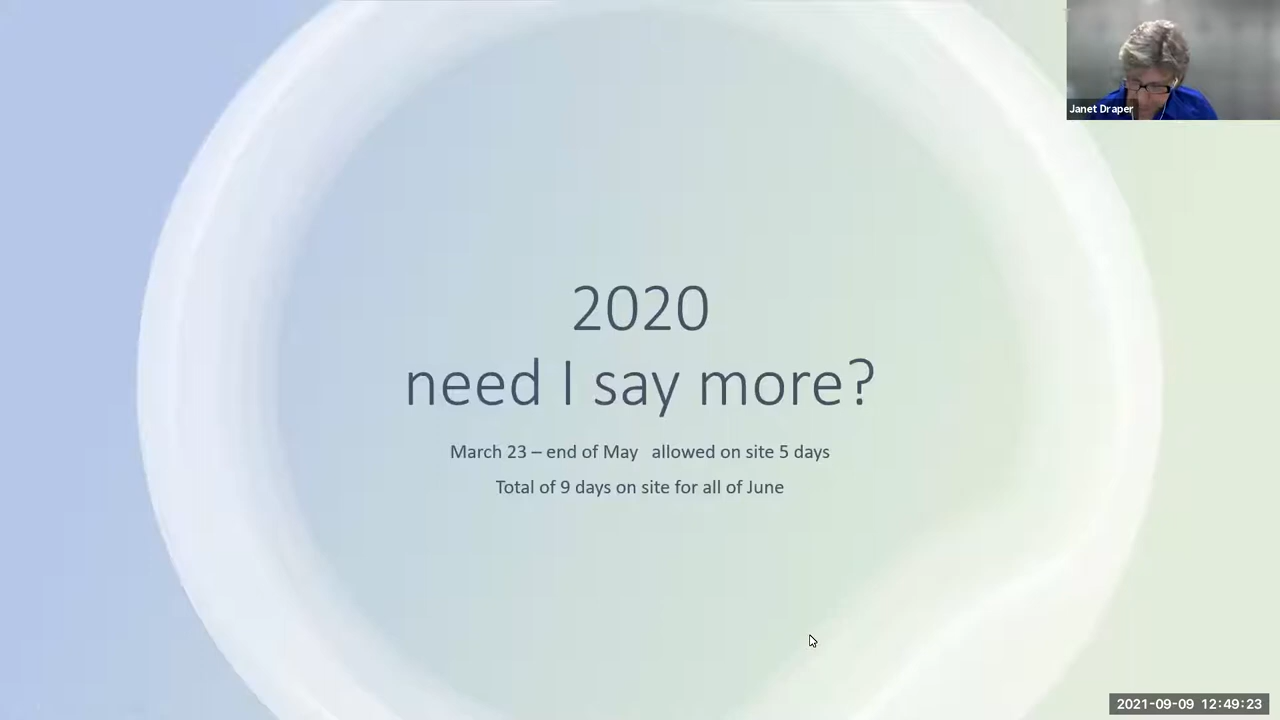 Janet Draper
2020
need I say more?
March 23 – end of May allowed on site 5 days
Total of 9 days on site for all of June
2021-09-09 12:49:23